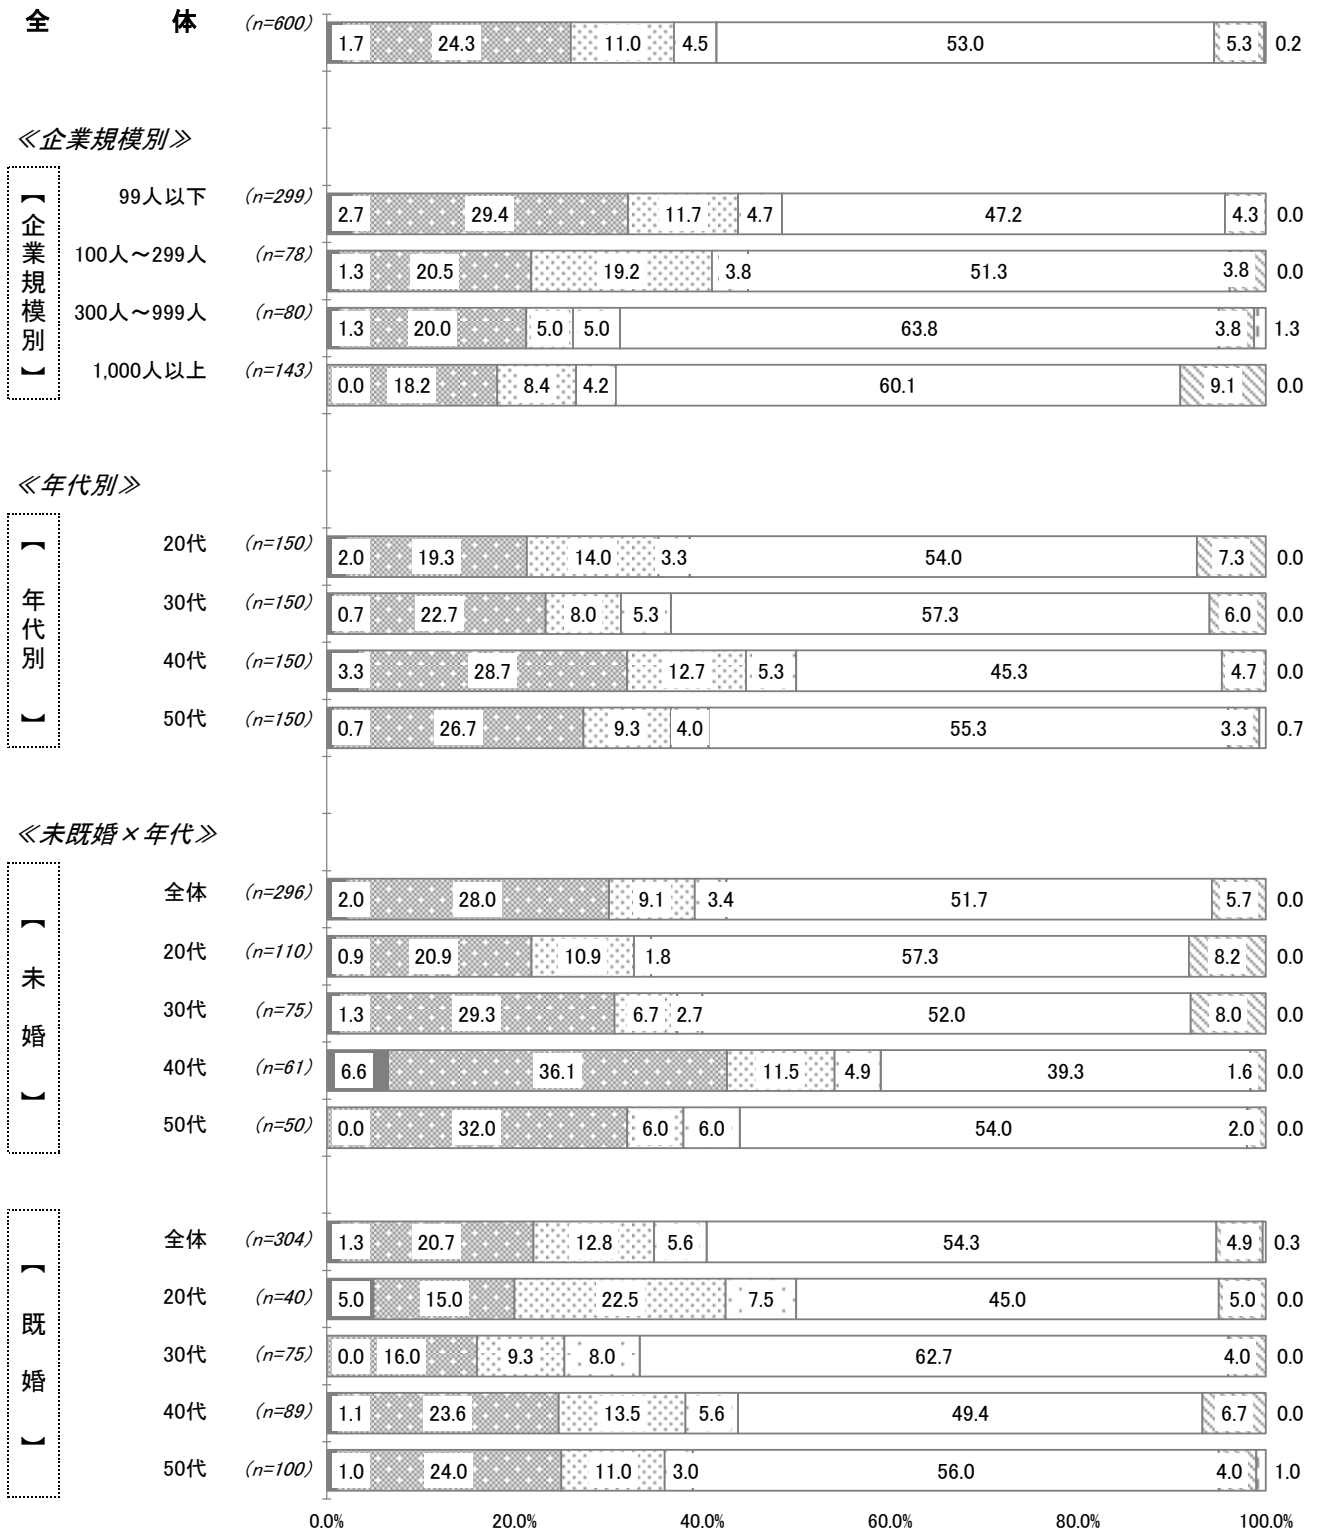 全 体 (n=600) 1.7 24.3 11.0 4.5 53.0 5.3 0.2
≪企業規模別≫
【企業規模別】
99人以下 (n=299) 2.7 29.4 11.7 4.7 47.2 4.3 0.0
100人～299人 (n=78) 1.3 20.5 19.2 3.8 51.3 3.8 0.0
300人～999人 (n=80) 1.3 20.0 5.0 5.0 63.8 3.8 1.3
1,000人以上 (n=143) 0.0 18.2 8.4 4.2 60.1 9.1 0.0
≪年代別≫
【年代別】
20代 (n=150) 2.0 19.3 14.0 3.3 54.0 7.3 0.0
30代 (n=150) 0.7 22.7 8.0 5.3 57.3 6.0 0.0
40代 (n=150) 3.3 28.7 12.7 5.3 45.3 4.7 0.0
50代 (n=150) 0.7 26.7 9.3 4.0 55.3 3.3 0.7
≪未既婚×年代≫
【未婚】
全体 (n=296) 2.0 28.0 9.1 3.4 51.7 5.7 0.0
20代 (n=110) 0.9 20.9 10.9 1.8 57.3 8.2 0.0
30代 (n=75) 1.3 29.3 6.7 2.7 52.0 8.0 0.0
40代 (n=61) 6.6 36.1 11.5 4.9 39.3 1.6 0.0
50代 (n=50) 0.0 32.0 6.0 6.0 54.0 2.0 0.0
【既婚】
全体 (n=304) 1.3 20.7 12.8 5.6 54.3 4.9 0.3
20代 (n=40) 5.0 15.0 22.5 7.5 45.0 5.0 0.0
30代 (n=75) 0.0 16.0 9.3 8.0 62.7 4.0 0.0
40代 (n=89) 1.1 23.6 13.5 5.6 49.4 6.7 0.0
50代 (n=100) 1.0 24.0 11.0 3.0 56.0 4.0 1.0
0.0% 20.0% 40.0% 60.0% 80.0% 100.0%